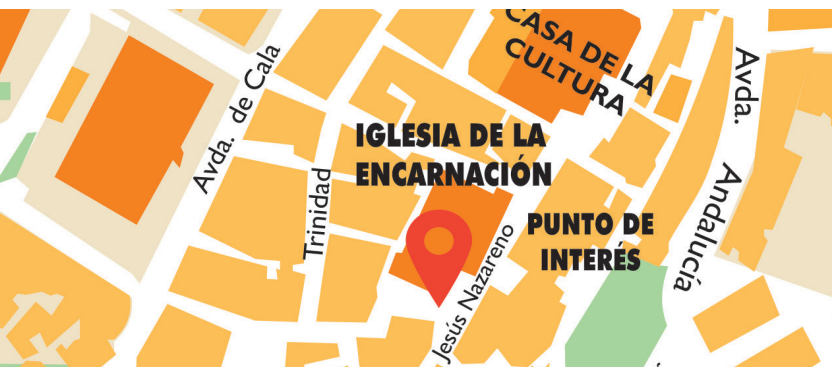 CASA DE LA
CULTURA
Avda. de Cala
Avda. Andalucía
IGLESIA DE LA
ENCARNACIÓN
Trinidad
PUNTO DE
INTERÉS
Jesús Nazareno